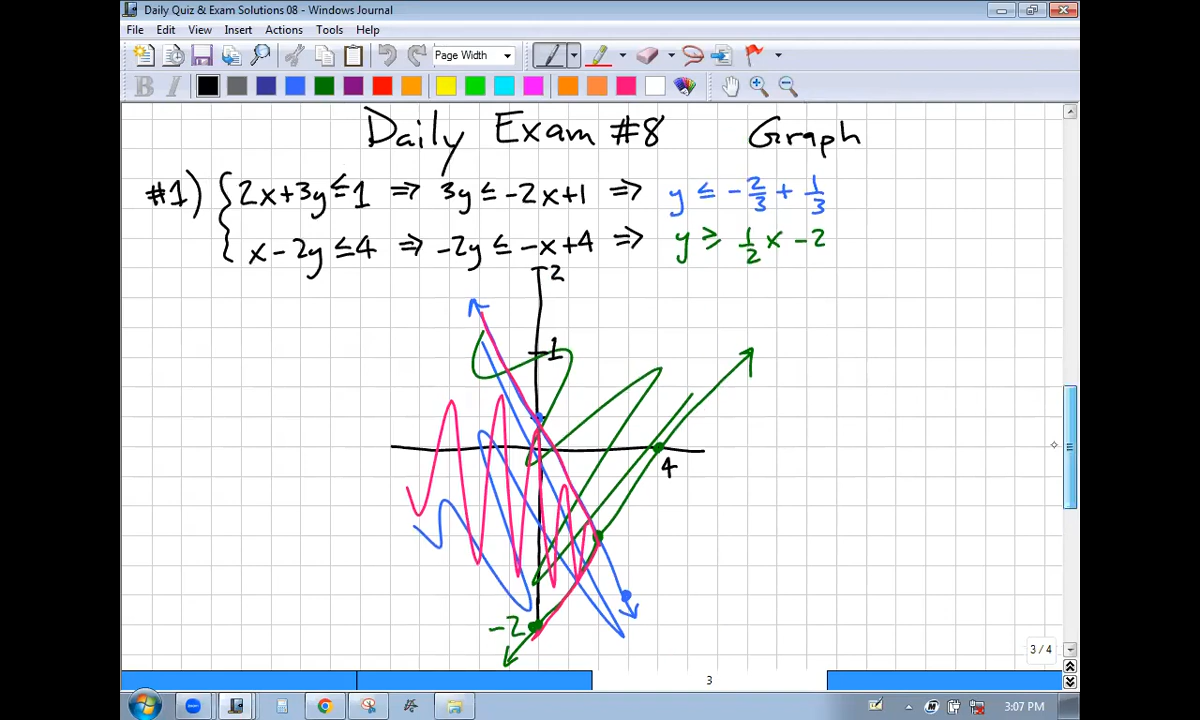 Daily Quiz & Exam Solutions 08 - Windows Journal
File Edit View Insert Actions Tools Help
Page Width
B I
Daily Exam #8 Graph
#1) { 2x+3y≤1 ⇒ 3y ≤ -2x+1 ⇒ y ≤ -2/3 + 1/3
x-2y≤4 ⇒ -2y ≤ -x+4 ⇒ y ≥ 1/2 x - 2
2
1
4
-2
3 / 4
3
3:07 PM